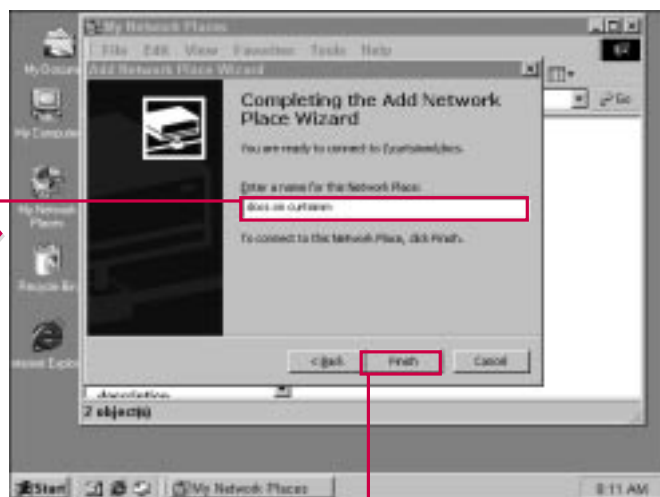 My Network Places
File Edit View Favorites Tools Help
Add Network Place Wizard
Go
My Computer
My Network
Places
Recycle Bin
Completing the Add Network
Place Wizard
You are ready to connect to
Enter a name for this Network Place:
docs on
To connect to this Network Place, click Finish.
< Back Finish Cancel
description
2 object(s)
Start My Network Places 8:11 AM